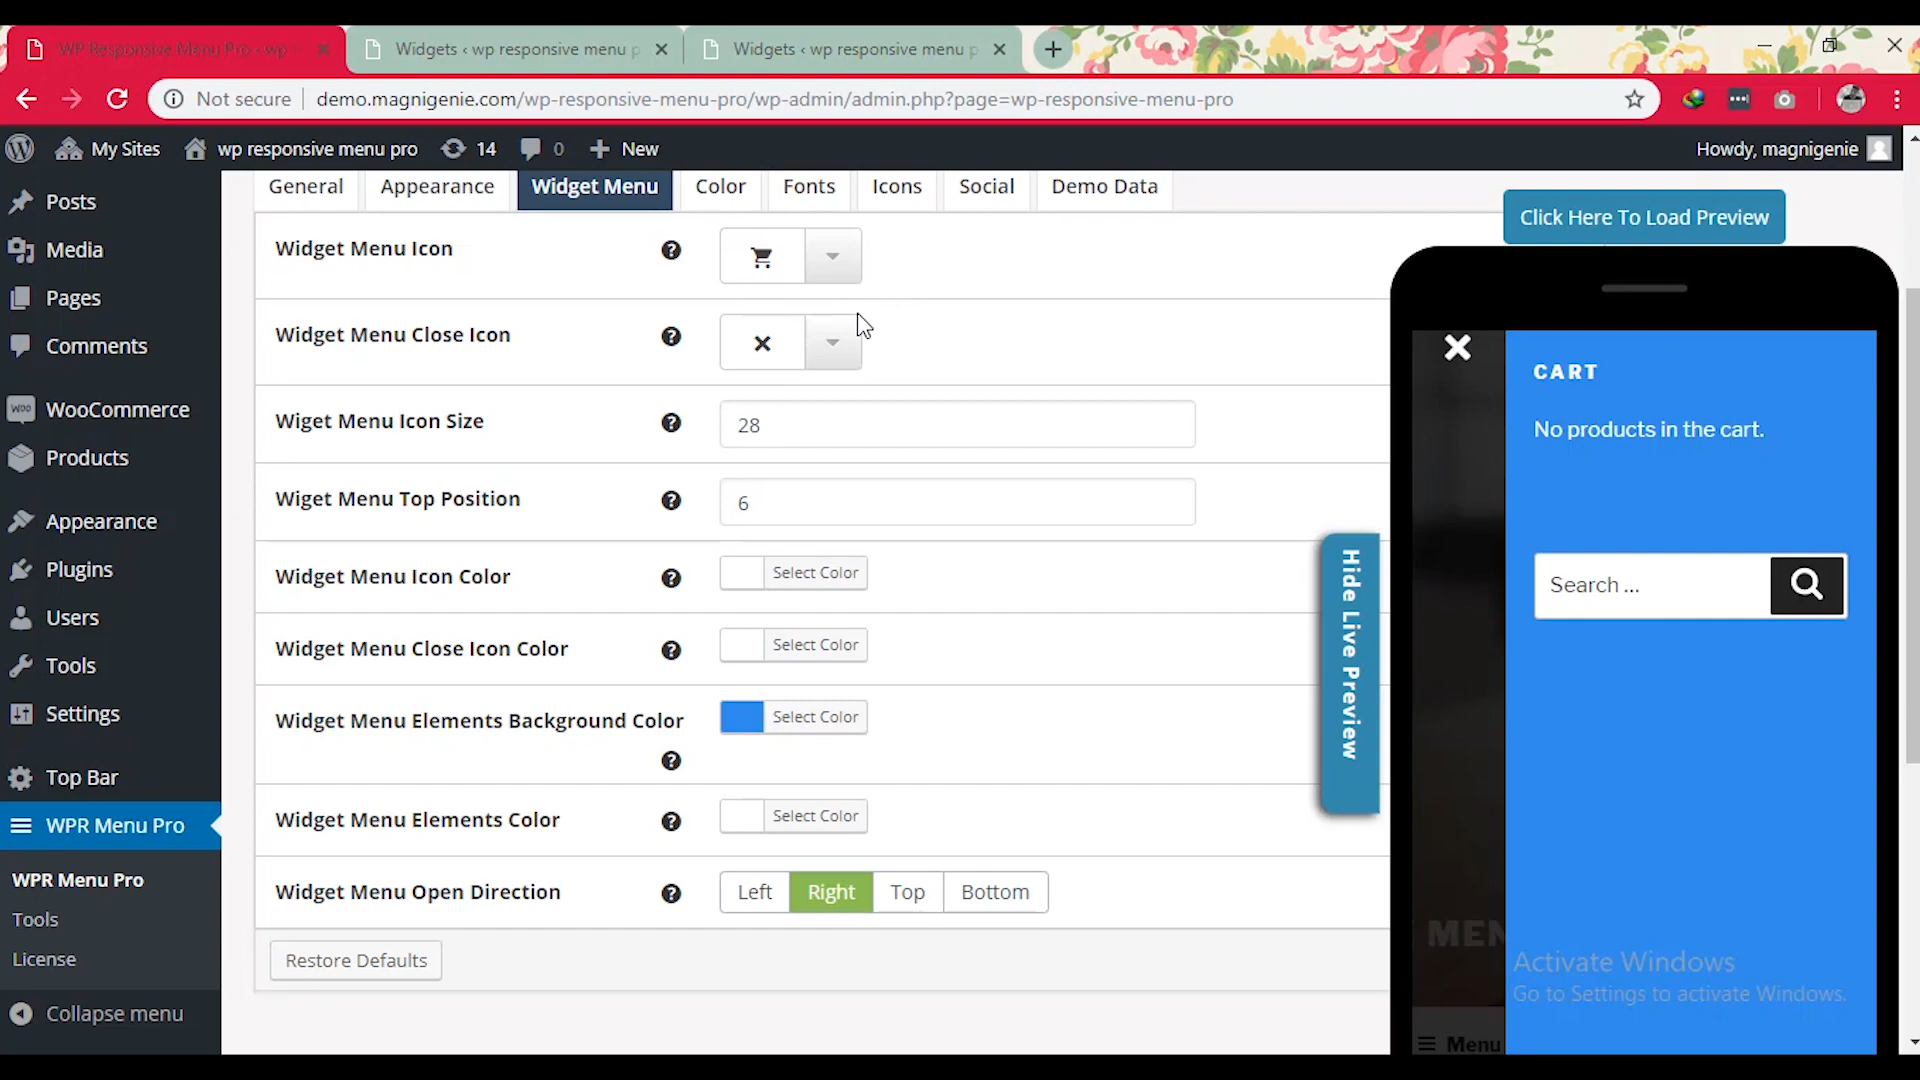 WPR Responsive Menu Pro ‹ wp
Widgets ‹ wp responsive menu p
Widgets ‹ wp responsive menu p
Not secure
demo.magnigenie.com/wp-responsive-menu-pro/wp-admin/admin.php?page=wp-responsive-menu-pro
My Sites
wp responsive menu pro
14
0
New
Howdy, magnigenie
Posts
Media
Pages
Comments
WooCommerce
Products
Appearance
Plugins
Users
Tools
Settings
Top Bar
WPR Menu Pro
WPR Menu Pro
Tools
License
Collapse menu
General
Appearance
Widget Menu
Color
Fonts
Icons
Social
Demo Data
Widget Menu Icon
Widget Menu Close Icon
Wiget Menu Icon Size
28
Wiget Menu Top Position
6
Widget Menu Icon Color
Select Color
Widget Menu Close Icon Color
Select Color
Widget Menu Elements Background Color
Select Color
Widget Menu Elements Color
Select Color
Widget Menu Open Direction
Left
Right
Top
Bottom
Restore Defaults
Hide Live Preview
Click Here To Load Preview
CART
No products in the cart.
Search ...
MEN
Activate Windows
Go to Settings to activate Windows.
Menu